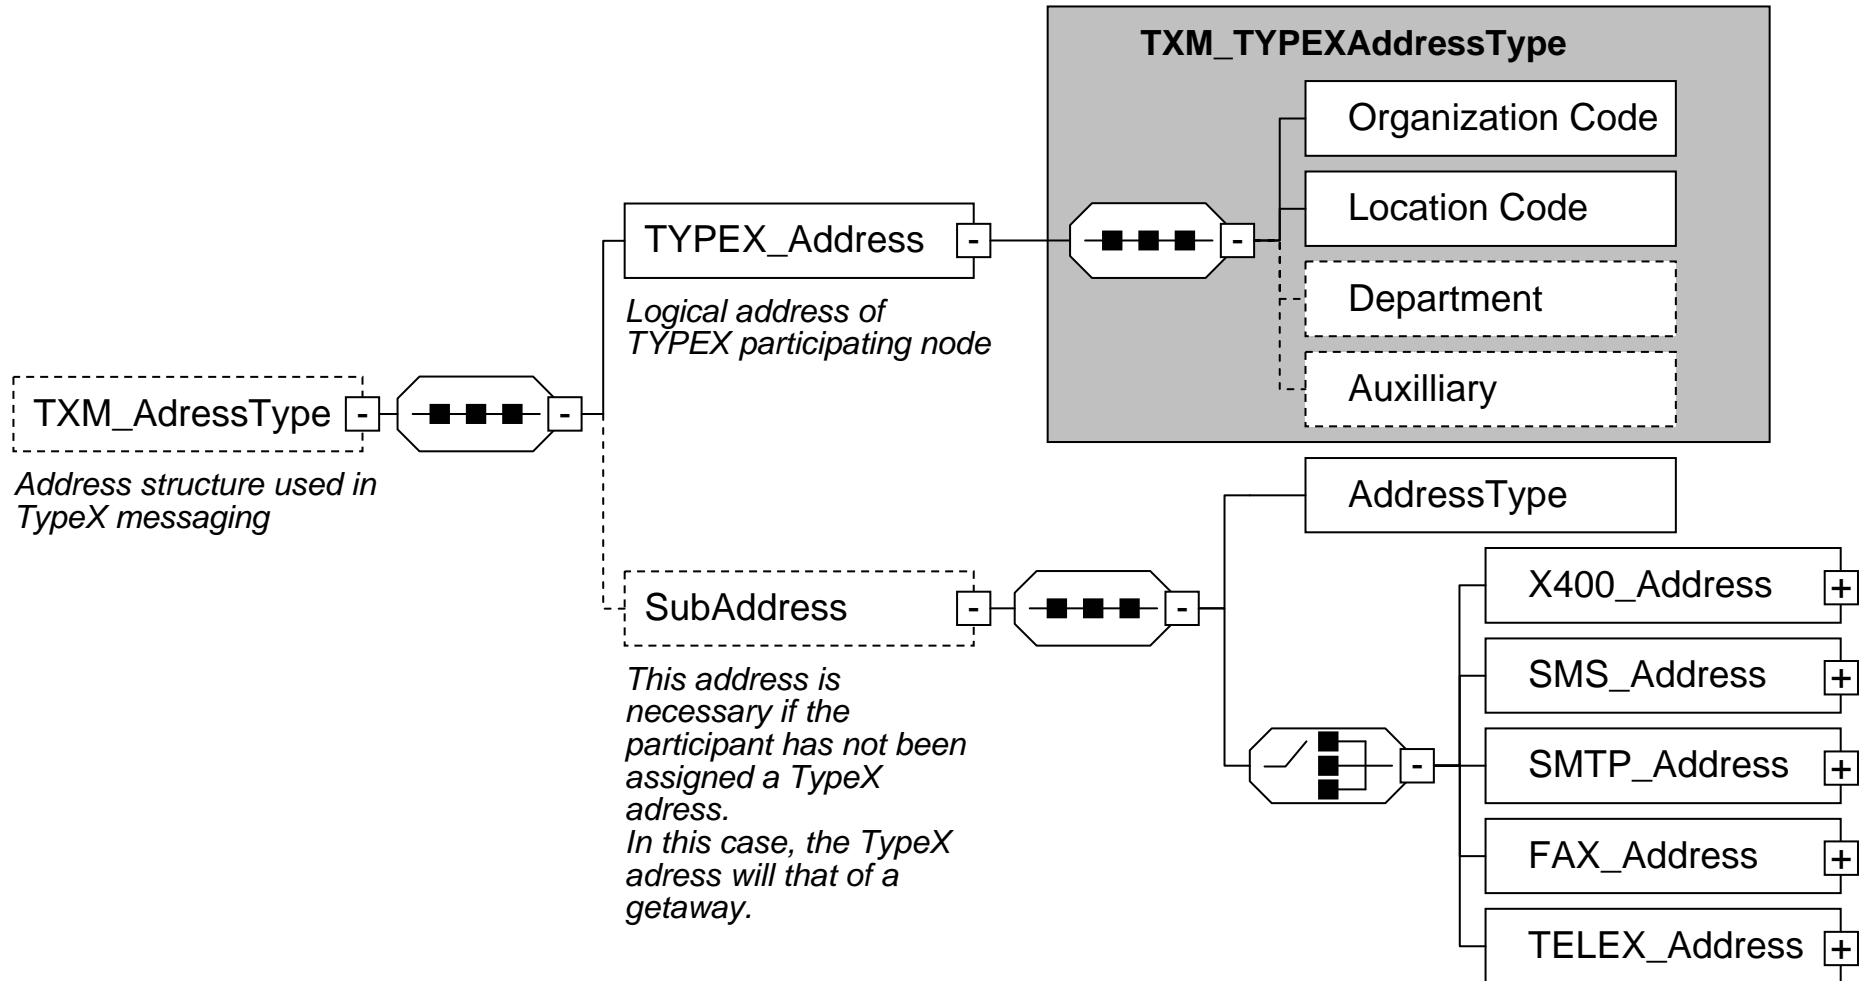 TXM_TYPEXAddressType
Organization Code
Location Code
TYPEX_Address -
-
Department
Logical address of
TYPEX participating node
Auxilliary
TXM_AdressType -
-
Address structure used in
TypeX messaging
AddressType
X400_Address +
SubAddress -
-
SMS_Address +
This address is
necessary if the
participant has not been
assigned a TypeX
adress.
In this case, the TypeX
adress will that of a
getaway.
-
SMTP_Address +
FAX_Address +
TELEX_Address +